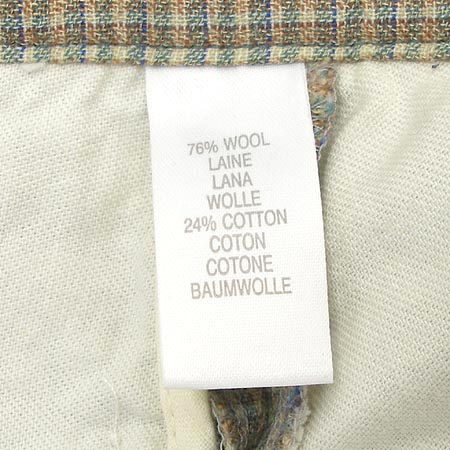 76% WOOL
LAINE
LANA
WOLLE
24% COTTON
COTON
COTONE
BAUMWOLLE